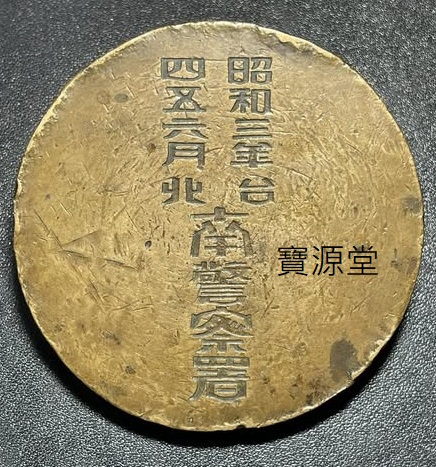 昭和三年
四五六月
台北
南警察署
寶源堂